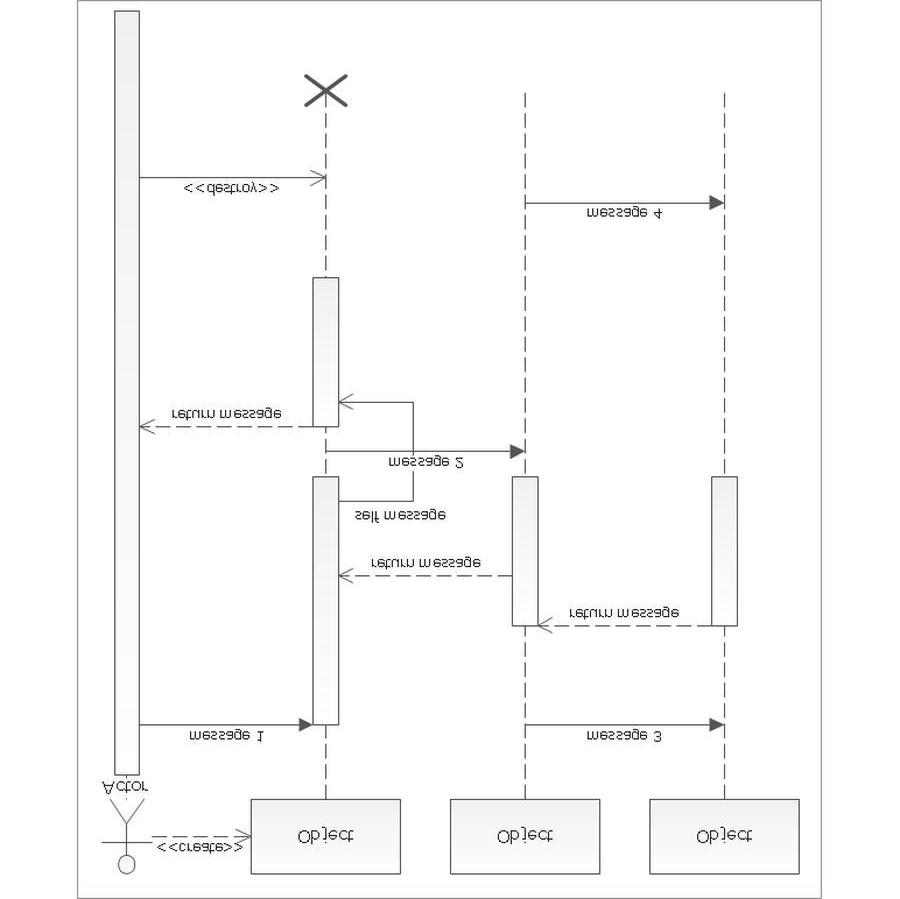 <<create>>
Object
Object
Object
Actor
message 1
message 3
return message
return message
self message
message 2
return message
message 4
<<destroy>>